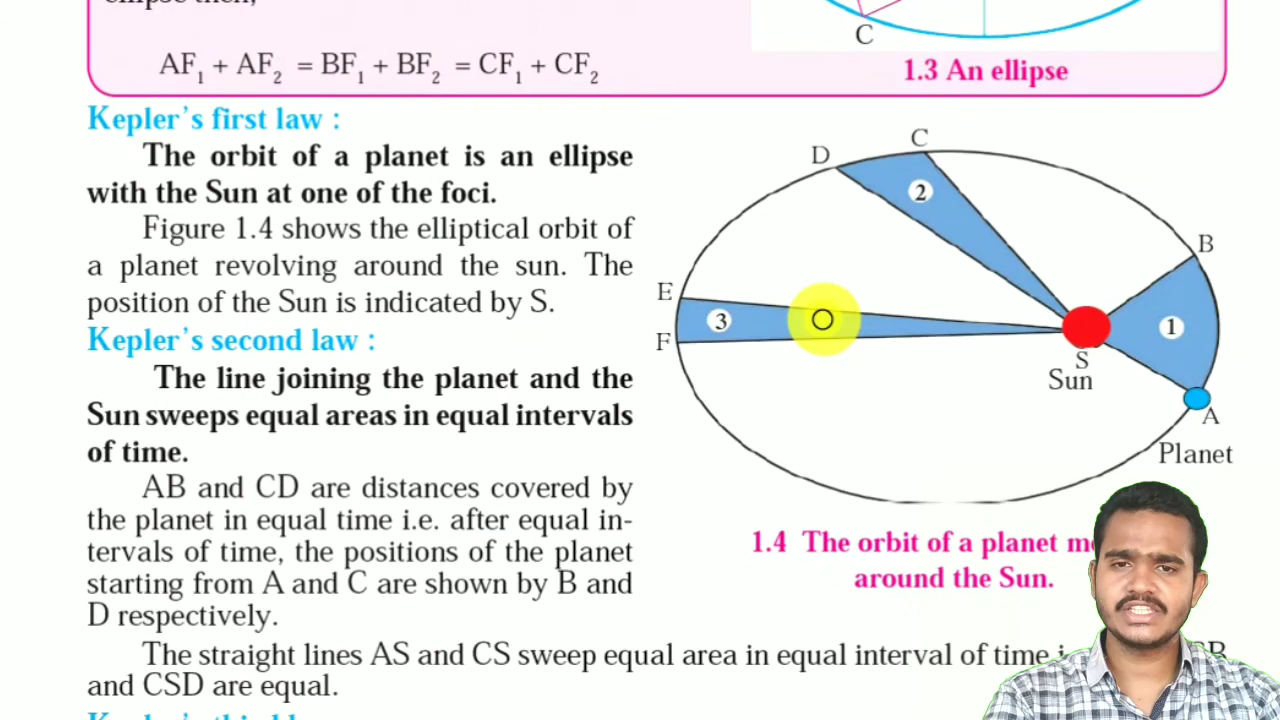 AF1 + AF2 = BF1 + BF2 = CF1 + CF2
C
1.3 An ellipse
Kepler's first law :
The orbit of a planet is an ellipse
with the Sun at one of the foci.
Figure 1.4 shows the elliptical orbit of
a planet revolving around the sun. The
position of the Sun is indicated by S.
Kepler's second law :
The line joining the planet and the
Sun sweeps equal areas in equal intervals
of time.
AB and CD are distances covered by
the planet in equal time i.e. after equal in-
tervals of time, the positions of the planet
starting from A and C are shown by B and
D respectively.
D
C
2
B
E
3
F
1
S
Sun
A
Planet
1.4 The orbit of a planet
around the Sun.
The straight lines AS and CS sweep equal area in equal interval of time
and CSD are equal.